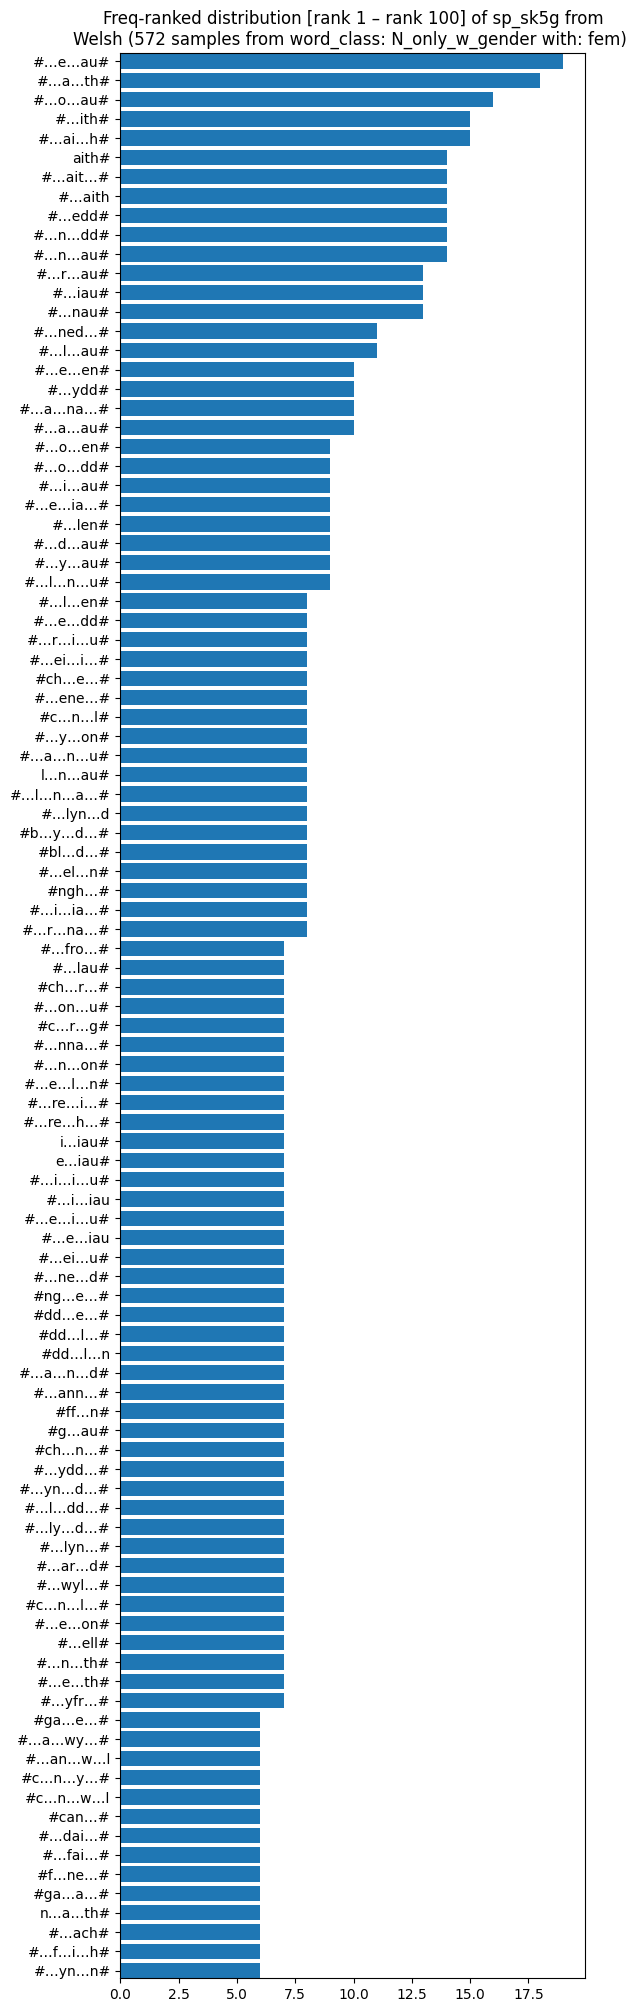 Freq-ranked distribution [rank 1 – rank 100] of sp_sk5g from
Welsh (572 samples from word_class: N_only_w_gender with: fem)
#…e…au#
#…a…th#
#…o…au#
#…ith#
#…ai…h#
aith#
#…ait…#
#…aith
#…edd#
#…n…dd#
#…n…au#
#…r…au#
#…iau#
#…nau#
#…ned…#
#…l…au#
#…e…en#
#…ydd#
#…a…na…#
#…a…au#
#…o…en#
#…o…dd#
#…i…au#
#…e…ia…#
#…len#
#…d…au#
#…y…au#
#…l…n…u#
#…l…en#
#…e…dd#
#…r…i…u#
#…ei…i…#
#ch…e…#
#…ene…#
#c…n…l#
#…y…on#
#…a…n…u#
l…n…au#
#…l…n…a…#
#…lyn…d
#b…y…d…#
#bl…d…#
#…el…n#
#ngh…#
#…i…ia…#
#…r…na…#
#…fro…#
#…lau#
#ch…r…#
#…on…u#
#c…r…g#
#…nna…#
#…n…on#
#…e…l…n#
#…re…i…#
#…re…h…#
i…iau#
e…iau#
#…i…i…u#
#…i…iau
#…e…i…u#
#…e…iau
#…ei…u#
#…ne…d#
#ng…e…#
#dd…e…#
#dd…l…#
#dd…l…n
#…a…n…d#
#…ann…#
#ff…n#
#g…au#
#ch…n…#
#…ydd…#
#…yn…d…#
#…l…dd…#
#…ly…d…#
#…lyn…#
#…ar…d#
#…wyl…#
#c…n…l…#
#…e…on#
#…ell#
#…n…th#
#…e…th#
#…yfr…#
#ga…e…#
#…a…wy…#
#…an…w…l
#c…n…y…#
#c…n…w…l
#can…#
#…dai…#
#…fai…#
#f…ne…#
#ga…a…#
n…a…th#
#…ach#
#…f…i…h#
#…yn…n#
0.0 2.5 5.0 7.5 10.0 12.5 15.0 17.5